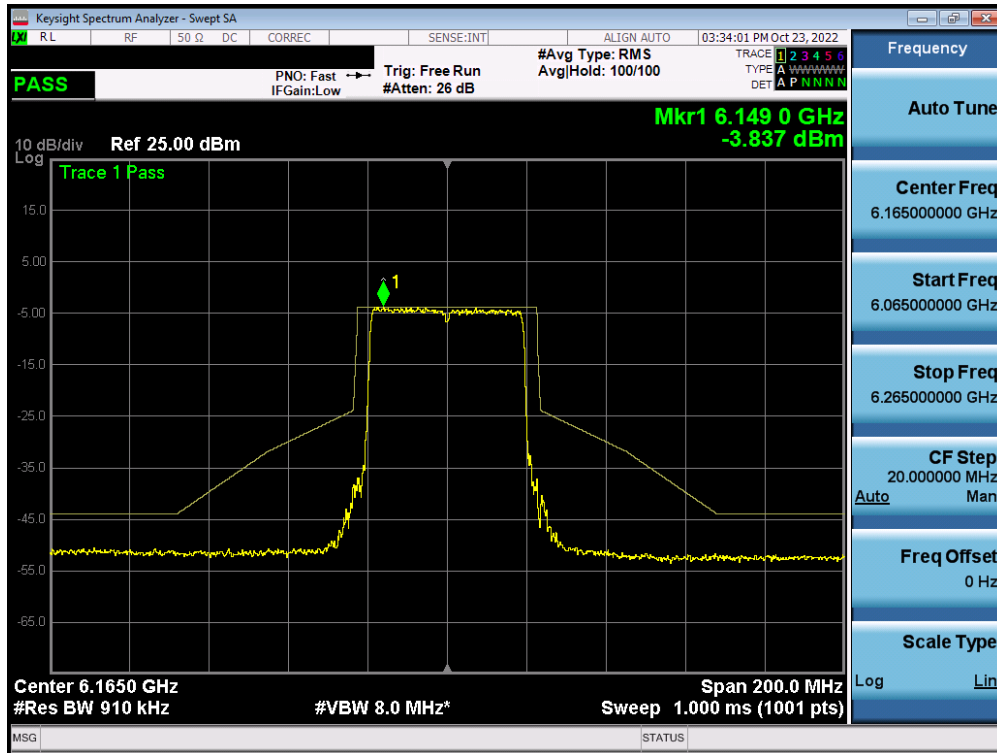 Keysight Spectrum Analyzer - Swept SA
LXI RL RF 50 Ω DC CORREC SENSE:INT ALIGN AUTO 03:34:01 PM Oct 23, 2022
Frequency
PASS
PNO: Fast
IFGain:Low
Trig: Free Run
#Atten: 26 dB
#Avg Type: RMS
Avg|Hold: 100/100
TRACE 1 2 3 4 5 6
TYPE A WWWWW
DET A P N N N N
Auto Tune
Mkr1 6.149 0 GHz
-3.837 dBm
10 dB/div Ref 25.00 dBm
Log
Trace 1 Pass
15.0
5.00
-5.00
-15.0
-25.0
-35.0
-45.0
-55.0
-65.0
1
Center Freq
6.165000000 GHz
Start Freq
6.065000000 GHz
Stop Freq
6.265000000 GHz
CF Step
20.000000 MHz
Auto Man
Freq Offset
0 Hz
Scale Type
Log Lin
Center 6.1650 GHz Span 200.0 MHz
#Res BW 910 kHz #VBW 8.0 MHz* Sweep 1.000 ms (1001 pts)
MSG STATUS